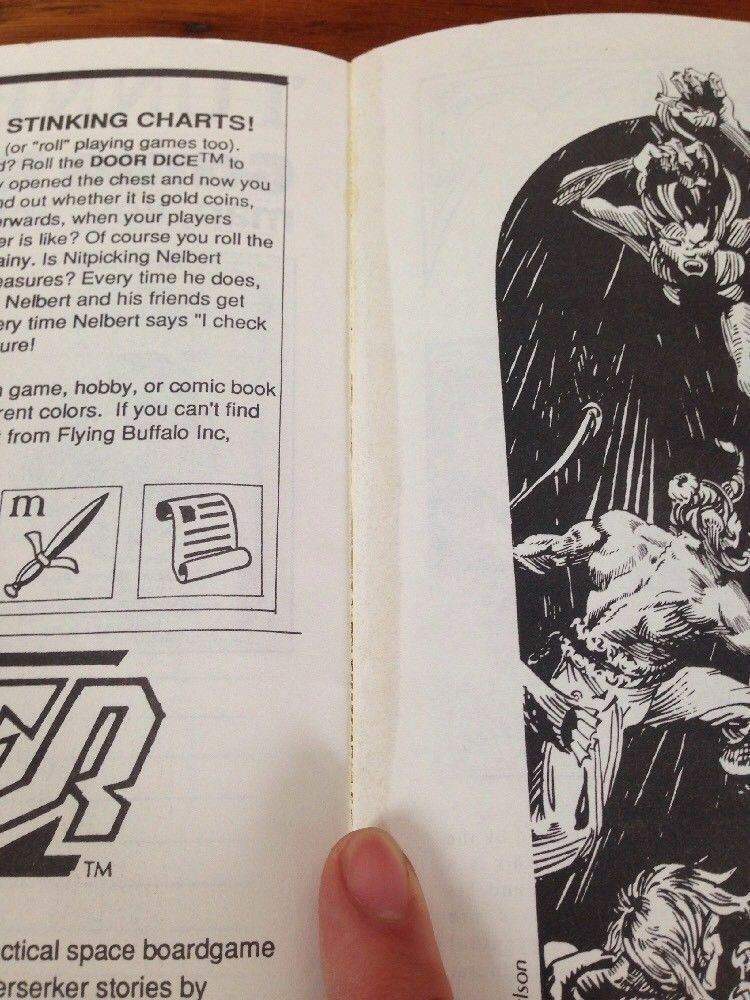 STINKING CHARTS!
(or "roll" playing games too).
d? Roll the DOOR DICE™ to
y opened the chest and now you
nd out whether it is gold coins,
erwards, when your players
er is like? Of course you roll the
ainy. Is Nitpicking Nelbert
easures? Every time he does,
Nelbert and his friends get
ery time Nelbert says "I check
ure!
n game, hobby, or comic book
rent colors. If you can't find
from Flying Buffalo Inc,
m
ER
TM
ctical space boardgame
erserker stories by
lson